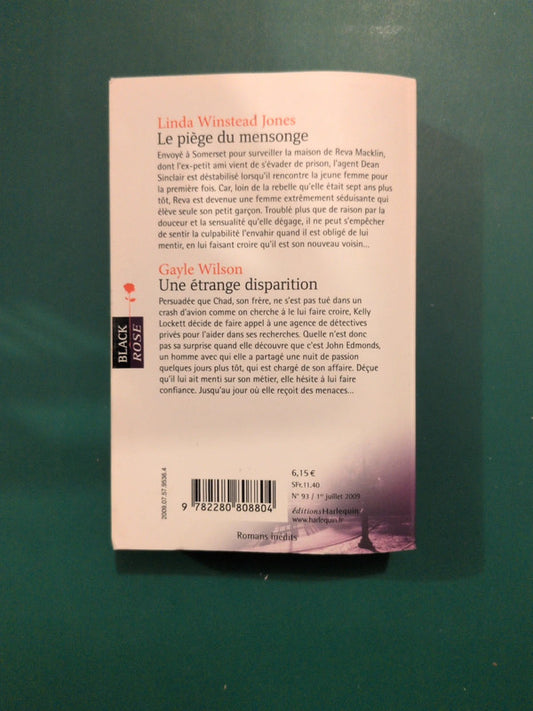 Linda Winstead Jones
Le piège du mensonge
Envoyé à Somerset pour surveiller la maison de Reva Macklin,
dont l'ex-petit ami vient de s'évader de prison, l'agent Dean
Sinclair est déstabilisé lorsqu'il rencontre la jeune femme pour
la première fois. Car, loin de la rebelle qu'elle était sept ans plus
tôt, Reva est devenue une femme extrêmement séduisante qui
élève seule son petit garçon. Troublé plus que de raison par la
douceur et la sensualité qu'elle dégage, il ne peut s'empêcher
de sentir la culpabilité l'envahir quand il est obligé de lui
mentir, en lui faisant croire qu'il est son nouveau voisin...
Gayle Wilson
Une étrange disparition
Persuadée que Chad, son frère, ne s'est pas tué dans un
crash d'avion comme on cherche à le lui faire croire, Kelly
Lockett décide de faire appel à une agence de détectives
privés pour l'aider dans ses recherches. Quelle n'est donc
pas sa surprise quand elle découvre que c'est John Edmonds,
un homme avec qui elle a partagé une nuit de passion
quelques jours plus tôt, qui est chargé de son affaire. Déçue
qu'il lui ait menti sur son métier, elle hésite à lui faire
confiance. Jusqu'au jour où elle reçoit des menaces...
BLACK
ROSE
2009.07.57.9536.4
9 782280 808804
6,15 €
SFr.11.40
N° 93 / 1er juillet 2009
éditions Harlequin
www.harlequin.fr
Romans inédits